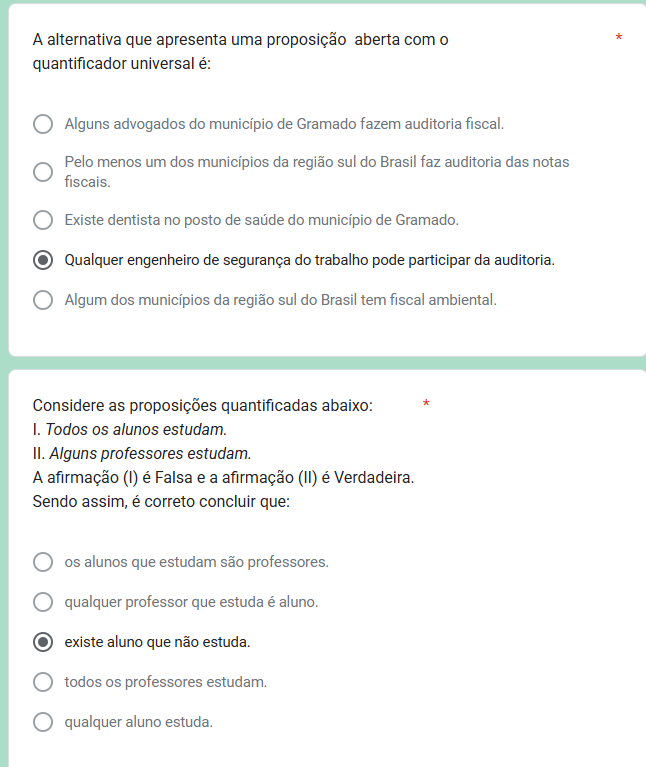 A alternativa que apresenta uma proposição aberta com o *
quantificador universal é:
Alguns advogados do município de Gramado fazem auditoria fiscal.
Pelo menos um dos municípios da região sul do Brasil faz auditoria das notas
fiscais.
Existe dentista no posto de saúde do município de Gramado.
Qualquer engenheiro de segurança do trabalho pode participar da auditoria.
Algum dos municípios da região sul do Brasil tem fiscal ambiental.
Considere as proposições quantificadas abaixo: *
I. Todos os alunos estudam.
II. Alguns professores estudam.
A afirmação (I) é Falsa e a afirmação (II) é Verdadeira.
Sendo assim, é correto concluir que:
os alunos que estudam são professores.
qualquer professor que estuda é aluno.
existe aluno que não estuda.
todos os professores estudam.
qualquer aluno estuda.